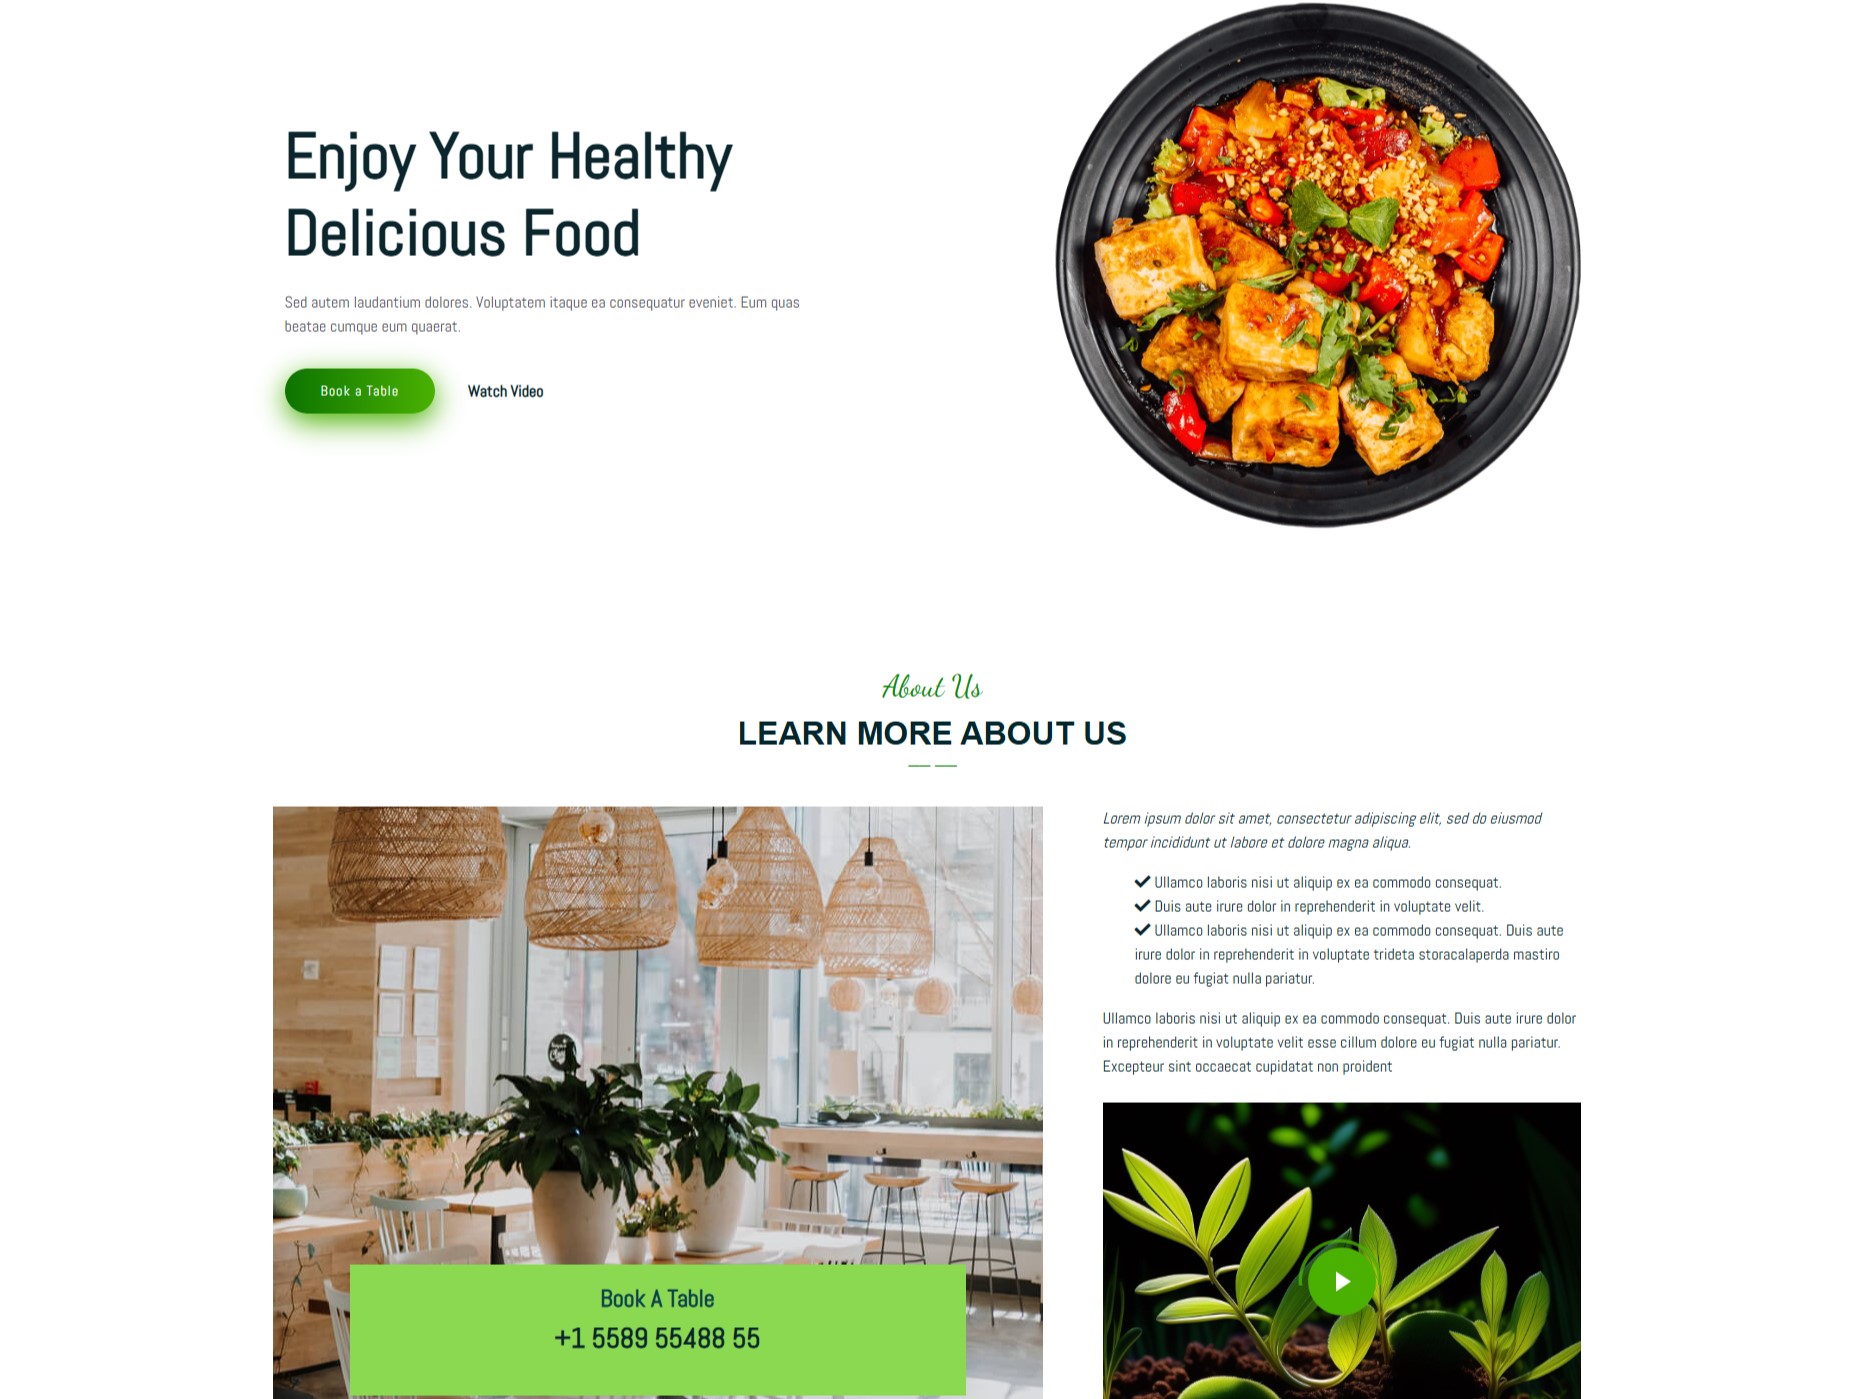 Enjoy Your Healthy
Delicious Food
Sed autem laudantium dolores. Voluptatem itaque ea consequatur eveniet. Eum quas
beatae cumque eum quaerat.
Book a Table
Watch Video
About Us
LEARN MORE ABOUT US
Lorem ipsum dolor sit amet, consectetur adipiscing elit, sed do eiusmod
tempor incididunt ut labore et dolore magna aliqua.
Ullamco laboris nisi ut aliquip ex ea commodo consequat.
Duis aute irure dolor in reprehenderit in voluptate velit.
Ullamco laboris nisi ut aliquip ex ea commodo consequat. Duis aute
irure dolor in reprehenderit in voluptate trideta storacalaperda mastiro
dolore eu fugiat nulla pariatur.
Ullamco laboris nisi ut aliquip ex ea commodo consequat. Duis aute irure dolor
in reprehenderit in voluptate velit esse cillum dolore eu fugiat nulla pariatur.
Excepteur sint occaecat cupidatat non proident
Book A Table
+1 5589 55488 55